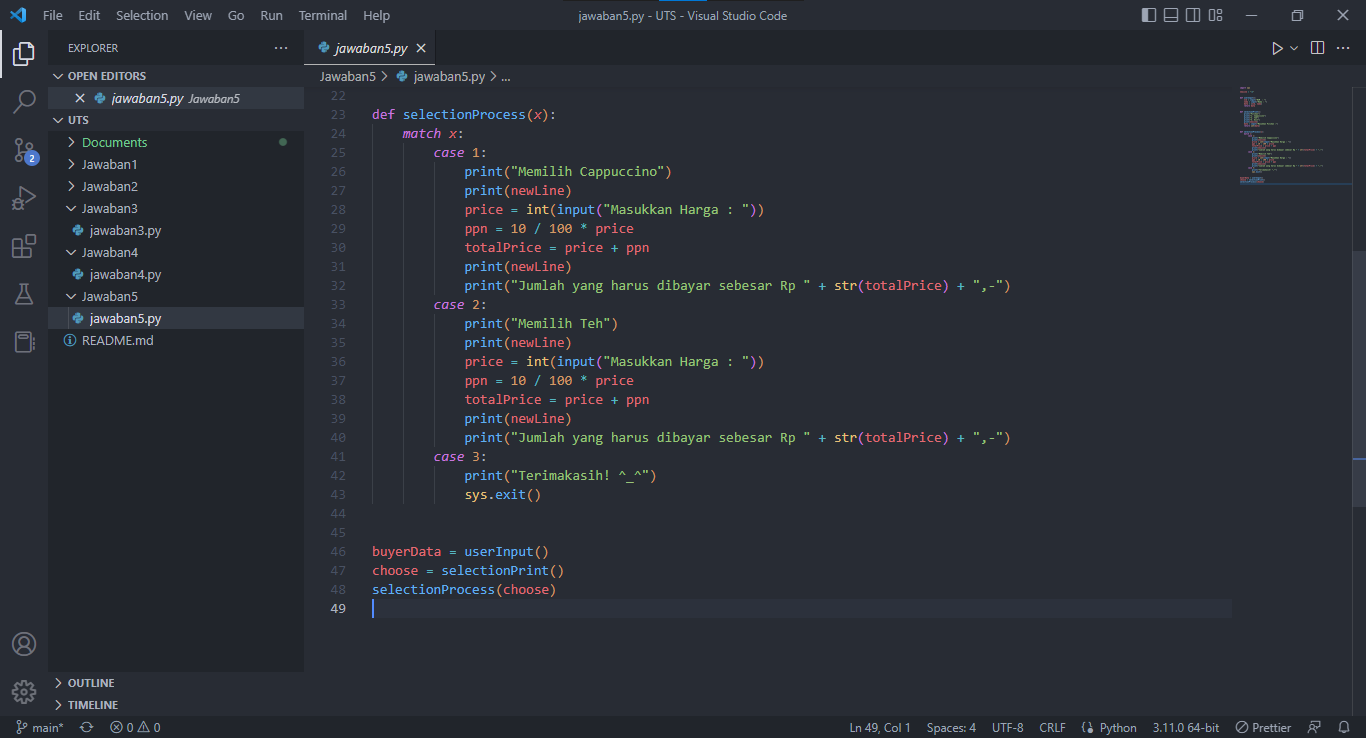 File Edit Selection View Go Run Terminal Help
jawaban5.py - UTS - Visual Studio Code
EXPLORER
OPEN EDITORS
jawaban5.py Jawaban5
UTS
Documents
Jawaban1
Jawaban2
Jawaban3
jawaban3.py
Jawaban4
jawaban4.py
Jawaban5
jawaban5.py
README.md
OUTLINE
TIMELINE
2
jawaban5.py
Jawaban5 > jawaban5.py > ...
22
23 def selectionProcess(x):
24 match x:
25 case 1:
26 print("Memilih Cappuccino")
27 print(newLine)
28 price = int(input("Masukkan Harga : "))
29 ppn = 10 / 100 * price
30 totalPrice = price + ppn
31 print(newLine)
32 print("Jumlah yang harus dibayar sebesar Rp " + str(totalPrice) + ",-")
33 case 2:
34 print("Memilih Teh")
35 print(newLine)
36 price = int(input("Masukkan Harga : "))
37 ppn = 10 / 100 * price
38 totalPrice = price + ppn
39 print(newLine)
40 print("Jumlah yang harus dibayar sebesar Rp " + str(totalPrice) + ",-")
41 case 3:
42 print("Terimakasih! ^_^")
43 sys.exit()
44
45
46 buyerData = userInput()
47 choose = selectionPrint()
48 selectionProcess(choose)
49
main* 0 0 Ln 49, Col 1 Spaces: 4 UTF-8 CRLF Python 3.11.0 64-bit Prettier